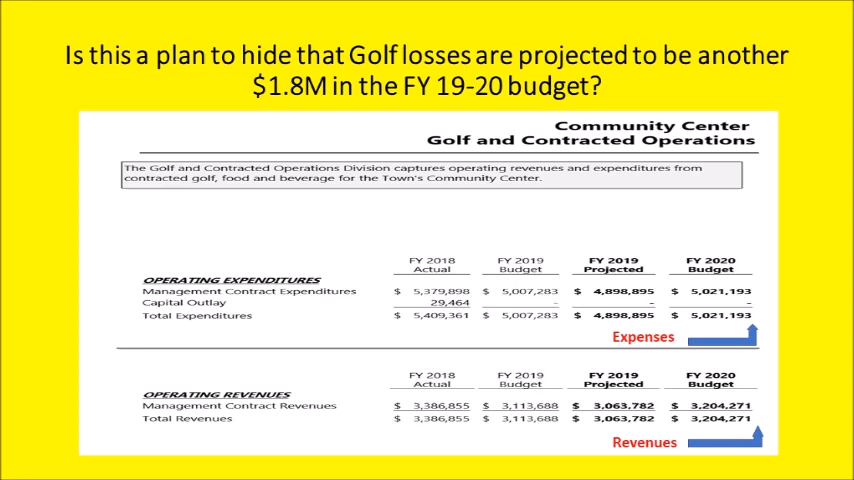 Is this a plan to hide that Golf losses are projected to be another
$1.8M in the FY 19-20 budget?
Community Center
Golf and Contracted Operations
The Golf and Contracted Operations Division captures operating revenues and expenditures from
contracted golf, food and beverage for the Town's Community Center.
FY 2018 FY 2019 FY 2019 FY 2020
Actual Budget Projected Budget
OPERATING EXPENDITURES
Management Contract Expenditures $ 5,379,898 $ 5,007,283 $ 4,898,895 $ 5,021,193
Capital Outlay 29,464 - - -
Total Expenditures $ 5,409,361 $ 5,007,283 $ 4,898,895 $ 5,021,193
Expenses
FY 2018 FY 2019 FY 2019 FY 2020
Actual Budget Projected Budget
OPERATING REVENUES
Management Contract Revenues $ 3,386,855 $ 3,113,688 $ 3,063,782 $ 3,204,271
Total Revenues $ 3,386,855 $ 3,113,688 $ 3,063,782 $ 3,204,271
Revenues